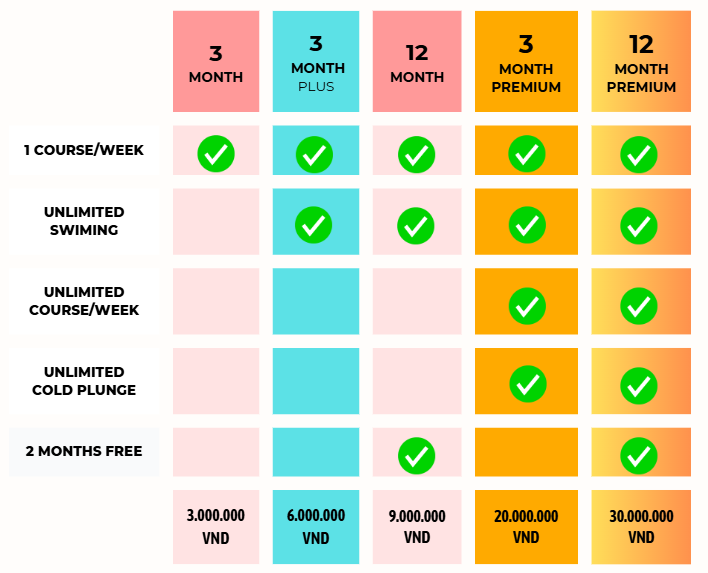 3
MONTH
3
MONTH
PLUS
12
MONTH
3
MONTH
PREMIUM
12
MONTH
PREMIUM
1 COURSE/WEEK
UNLIMITED
SWIMING
UNLIMITED
COURSE/WEEK
UNLIMITED
COLD PLUNGE
2 MONTHS FREE
3.000.000
VND
6.000.000
VND
9.000.000
VND
20.000.000
VND
30.000.000
VND